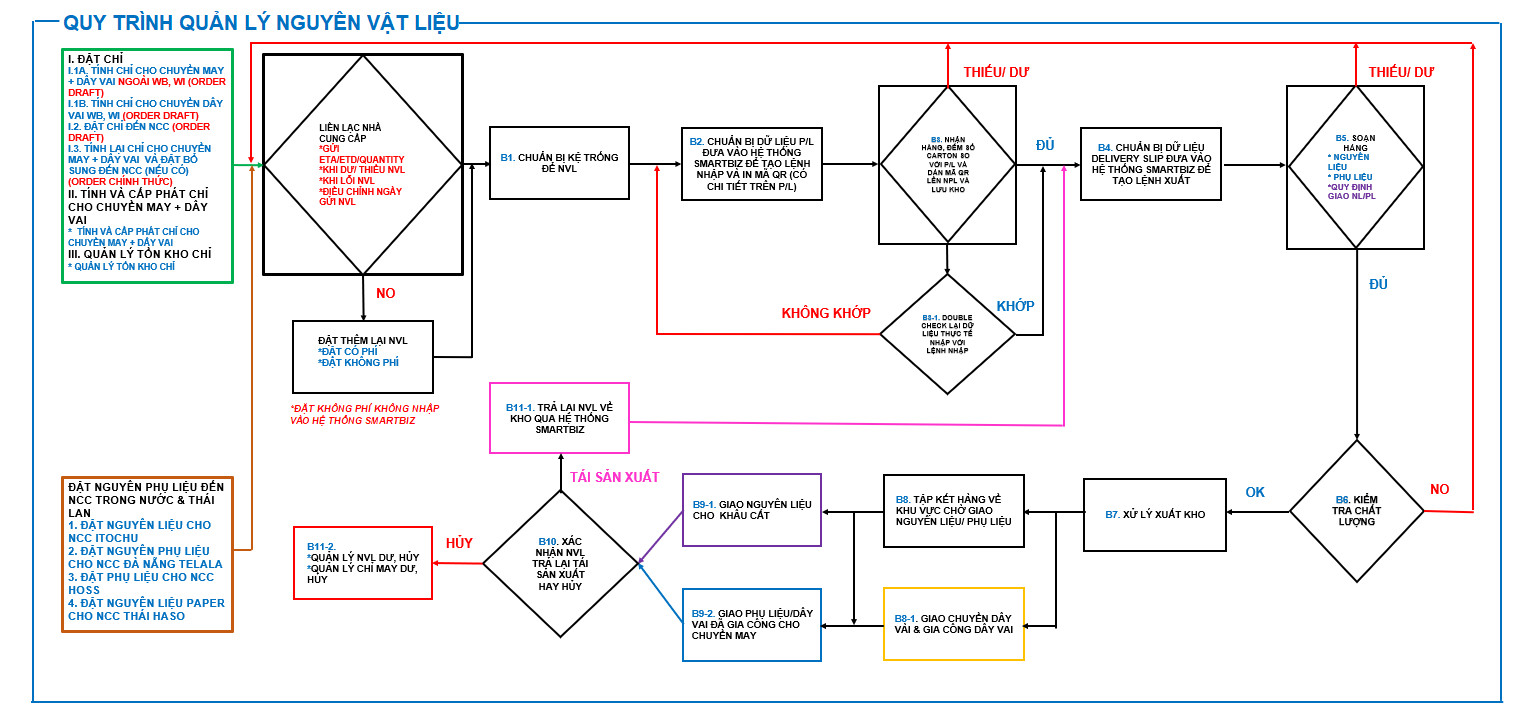 QUY TRÌNH QUẢN LÝ NGUYÊN VẬT LIỆU
I. ĐẶT CHỈ
I.1A. TÍNH CHỈ CHO CHUYỀN MAY
+ DÂY VAI NGOÀI WB, WI (ORDER
DRAFT)
I.1B. TÍNH CHỈ CHO CHUYỀN DÂY
VAI WB, WI (ORDER DRAFT)
I.2. ĐẶT CHỈ ĐẾN NCC (ORDER
DRAFT)
I.3. TÍNH LẠI CHỈ CHO CHUYỀN
MAY + DÂY VAI VÀ ĐẶT BỔ
SUNG ĐẾN NCC (NẾU CÓ)
(ORDER CHÍNH THỨC)
II. TÍNH VÀ CẤP PHÁT CHỈ
CHO CHUYỀN MAY + DÂY
VAI
* TÍNH VÀ CẤP PHÁT CHỈ CHO
CHUYỀN MAY + DÂY VAI
III. QUẢN LÝ TỒN KHO CHỈ
* QUẢN LÝ TỒN KHO CHỈ
LIÊN LẠC NHÀ
CUNG CẤP
*GỬI
ETA/ETD/QUANTITY
*KHI DƯ/ THIẾU NVL
*KHI LỖI NVL
*ĐIỀU CHỈNH NGÀY
GỬI NVL
NO
ĐẶT THÊM LẠI NVL
*ĐẶT CÓ PHÍ
*ĐẶT KHÔNG PHÍ
*ĐẶT KHÔNG PHÍ KHÔNG NHẬP
VÀO HỆ THỐNG SMARTBIZ
B1. CHUẨN BỊ KỆ TRỐNG
ĐỂ NVL
B2. CHUẨN BỊ DỮ LIỆU P/L
ĐƯA VÀO HỆ THỐNG
SMARTBIZ ĐỂ TẠO LỆNH
NHẬP VÀ IN MÃ QR (CÓ
CHI TIẾT TRÊN P/L)
THIẾU/ DƯ
B3. NHẬN
HÀNG, ĐẾM SỐ
CARTON SO
VỚI P/L VÀ
DÁN MÃ QR
LÊN NPL VÀ
LƯU KHO
ĐỦ
KHÔNG KHỚP
KHỚP
B3-1. DOUBLE
CHECK LẠI DỮ
LIỆU THỰC TẾ
NHẬP VỚI
LỆNH NHẬP
B4. CHUẨN BỊ DỮ LIỆU
DELIVERY SLIP ĐƯA VÀO
HỆ THỐNG SMARTBIZ ĐỂ
TẠO LỆNH XUẤT
THIẾU/ DƯ
B5. SOẠN
HÀNG
* NGUYÊN
LIỆU
* PHỤ LIỆU
*QUY ĐỊNH
GIAO NL/PL
ĐỦ
ĐẶT NGUYÊN PHỤ LIỆU ĐẾN
NCC TRONG NƯỚC & THÁI
LAN
1. ĐẶT NGUYÊN LIỆU CHO
NCC ITOCHU
2. ĐẶT NGUYÊN PHỤ LIỆU
CHO NCC ĐÀ NẴNG TELALA
3. ĐẶT PHỤ LIỆU CHO NCC
HOSS
4. ĐẶT NGUYÊN LIỆU PAPER
CHO NCC THÁI HASO
B11-1. TRẢ LẠI NVL VỀ
KHO QUA HỆ THỐNG
SMARTBIZ
TÁI SẢN XUẤT
HỦY
B11-2.
*QUẢN LÝ NVL DƯ, HỦY
*QUẢN LÝ CHỈ MAY DƯ,
HỦY
B10. XÁC
NHẬN NVL
TRẢ LẠI TÁI
SẢN XUẤT
HAY HỦY
B9-1. GIAO NGUYÊN LIỆU
CHO KHÂU CẮT
B9-2. GIAO PHỤ LIỆU/DÂY
VAI ĐÃ GIA CÔNG CHO
CHUYỀN MAY
B8. TẬP KẾT HÀNG VỀ
KHU VỰC CHỜ GIAO
NGUYÊN LIỆU/ PHỤ LIỆU
B8-1. GIAO CHUYỀN DÂY
VẢI & GIA CÔNG DÂY VAI
B7. XỬ LÝ XUẤT KHO
OK
B6. KIỂM
TRA CHẤT
LƯỢNG
NO